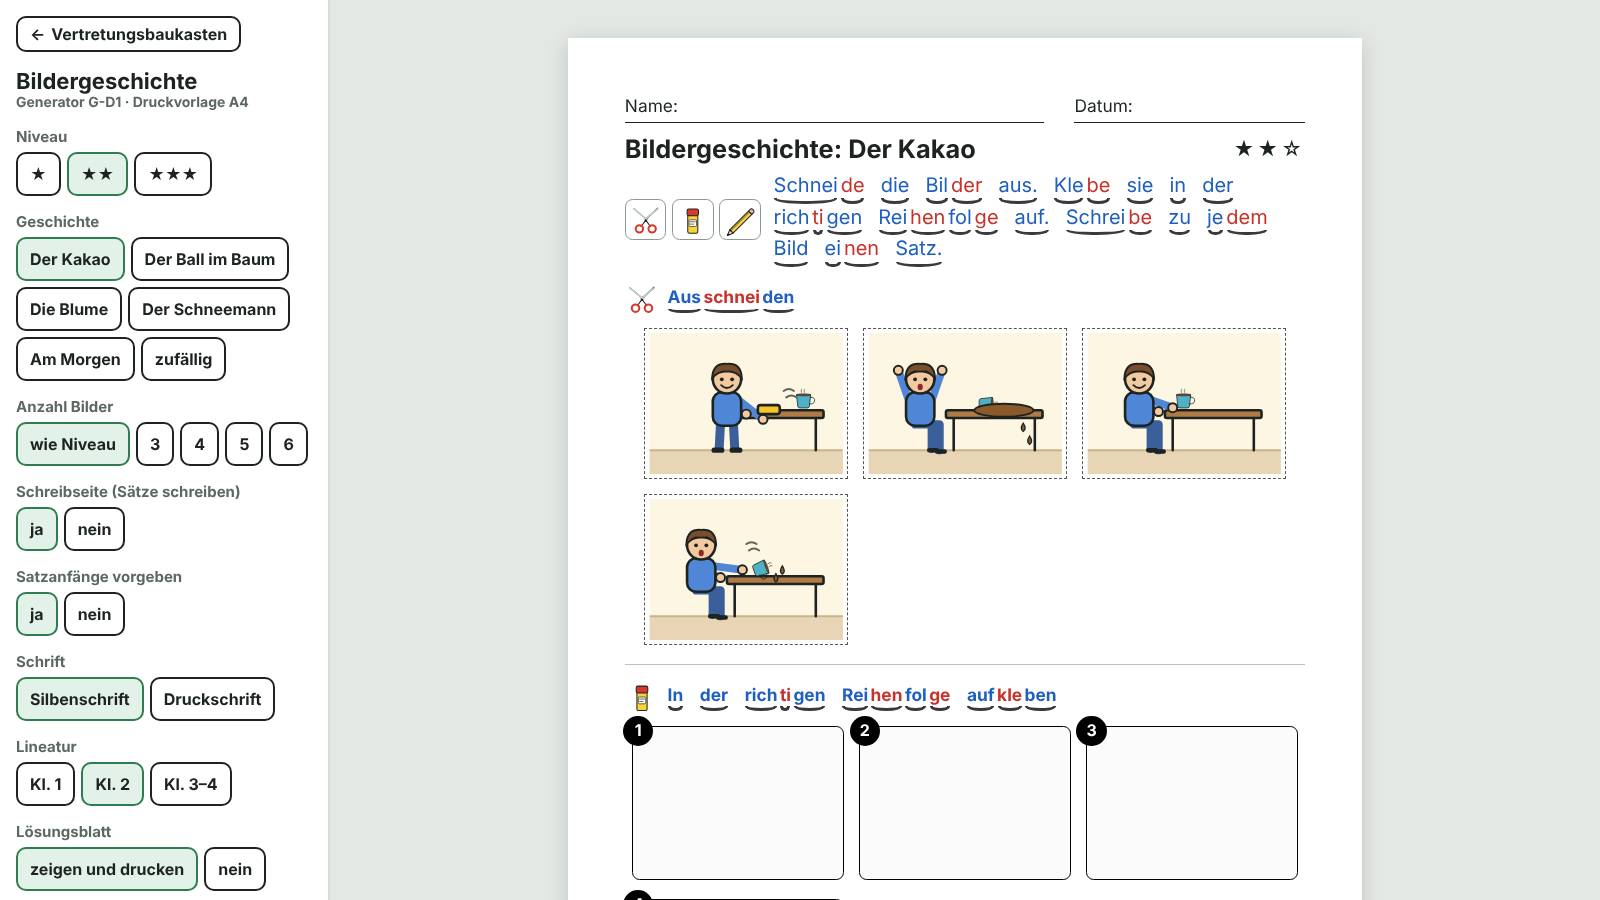 ← Vertretungsbaukasten
Bildergeschichte
Generator G-D1 · Druckvorlage A4
Niveau
★ ★★ ★★★
Geschichte
Der Kakao Der Ball im Baum
Die Blume Der Schneemann
Am Morgen zufällig
Anzahl Bilder
wie Niveau 3 4 5 6
Schreibseite (Sätze schreiben)
ja nein
Satzanfänge vorgeben
ja nein
Schrift
Silbenschrift Druckschrift
Lineatur
Kl. 1 Kl. 2 Kl. 3–4
Lösungsblatt
zeigen und drucken nein
Name: Datum:
Bildergeschichte: Der Kakao ★★☆
Schneide die Bilder aus. Klebe sie in der
richtigen Reihenfolge auf. Schreibe zu jedem
Bild einen Satz.
Ausschneiden
In der richtigen Reihenfolge aufkleben
1 2 3